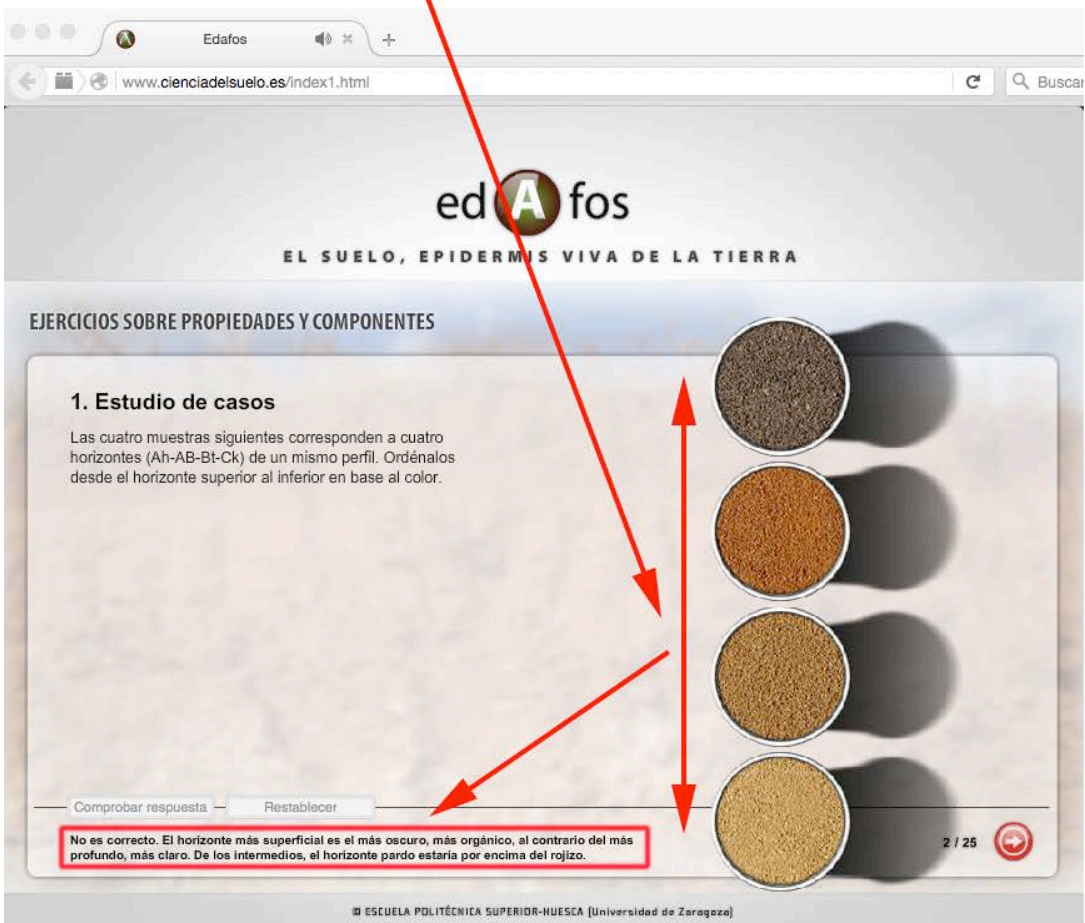 Edafos
www.cienciadelsuelo.es/index1.html
Buscar
edAfos
EL SUELO, EPIDERMIS VIVA DE LA TIERRA
EJERCICIOS SOBRE PROPIEDADES Y COMPONENTES
1. Estudio de casos
Las cuatro muestras siguientes corresponden a cuatro
horizontes (Ah-AB-Bt-Ck) de un mismo perfil. Ordénalos
desde el horizonte superior al inferior en base al color.
Comprobar respuesta
Restablecer
No es correcto. El horizonte más superficial es el más oscuro, más orgánico, al contrario del más
profundo, más claro. De los intermedios, el horizonte pardo estaría por encima del rojizo.
2 / 25
© ESCUELA POLITÉCNICA SUPERIOR-HUESCA (Universidad de Zaragoza)